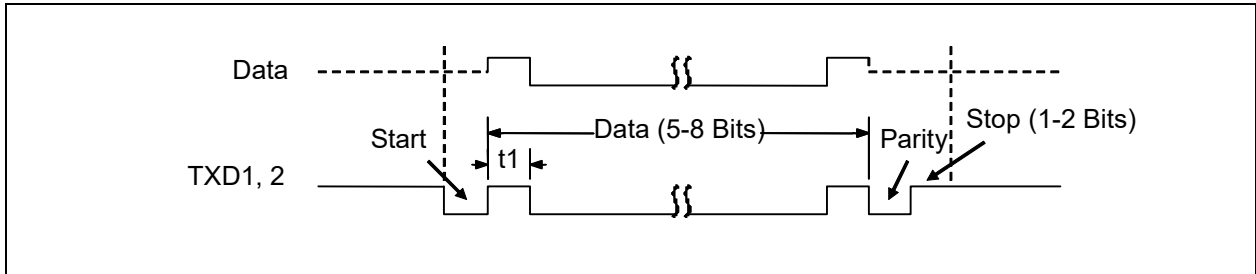 Data
Data (5-8 Bits)
Stop (1-2 Bits)
Start
Parity
t1
TXD1, 2